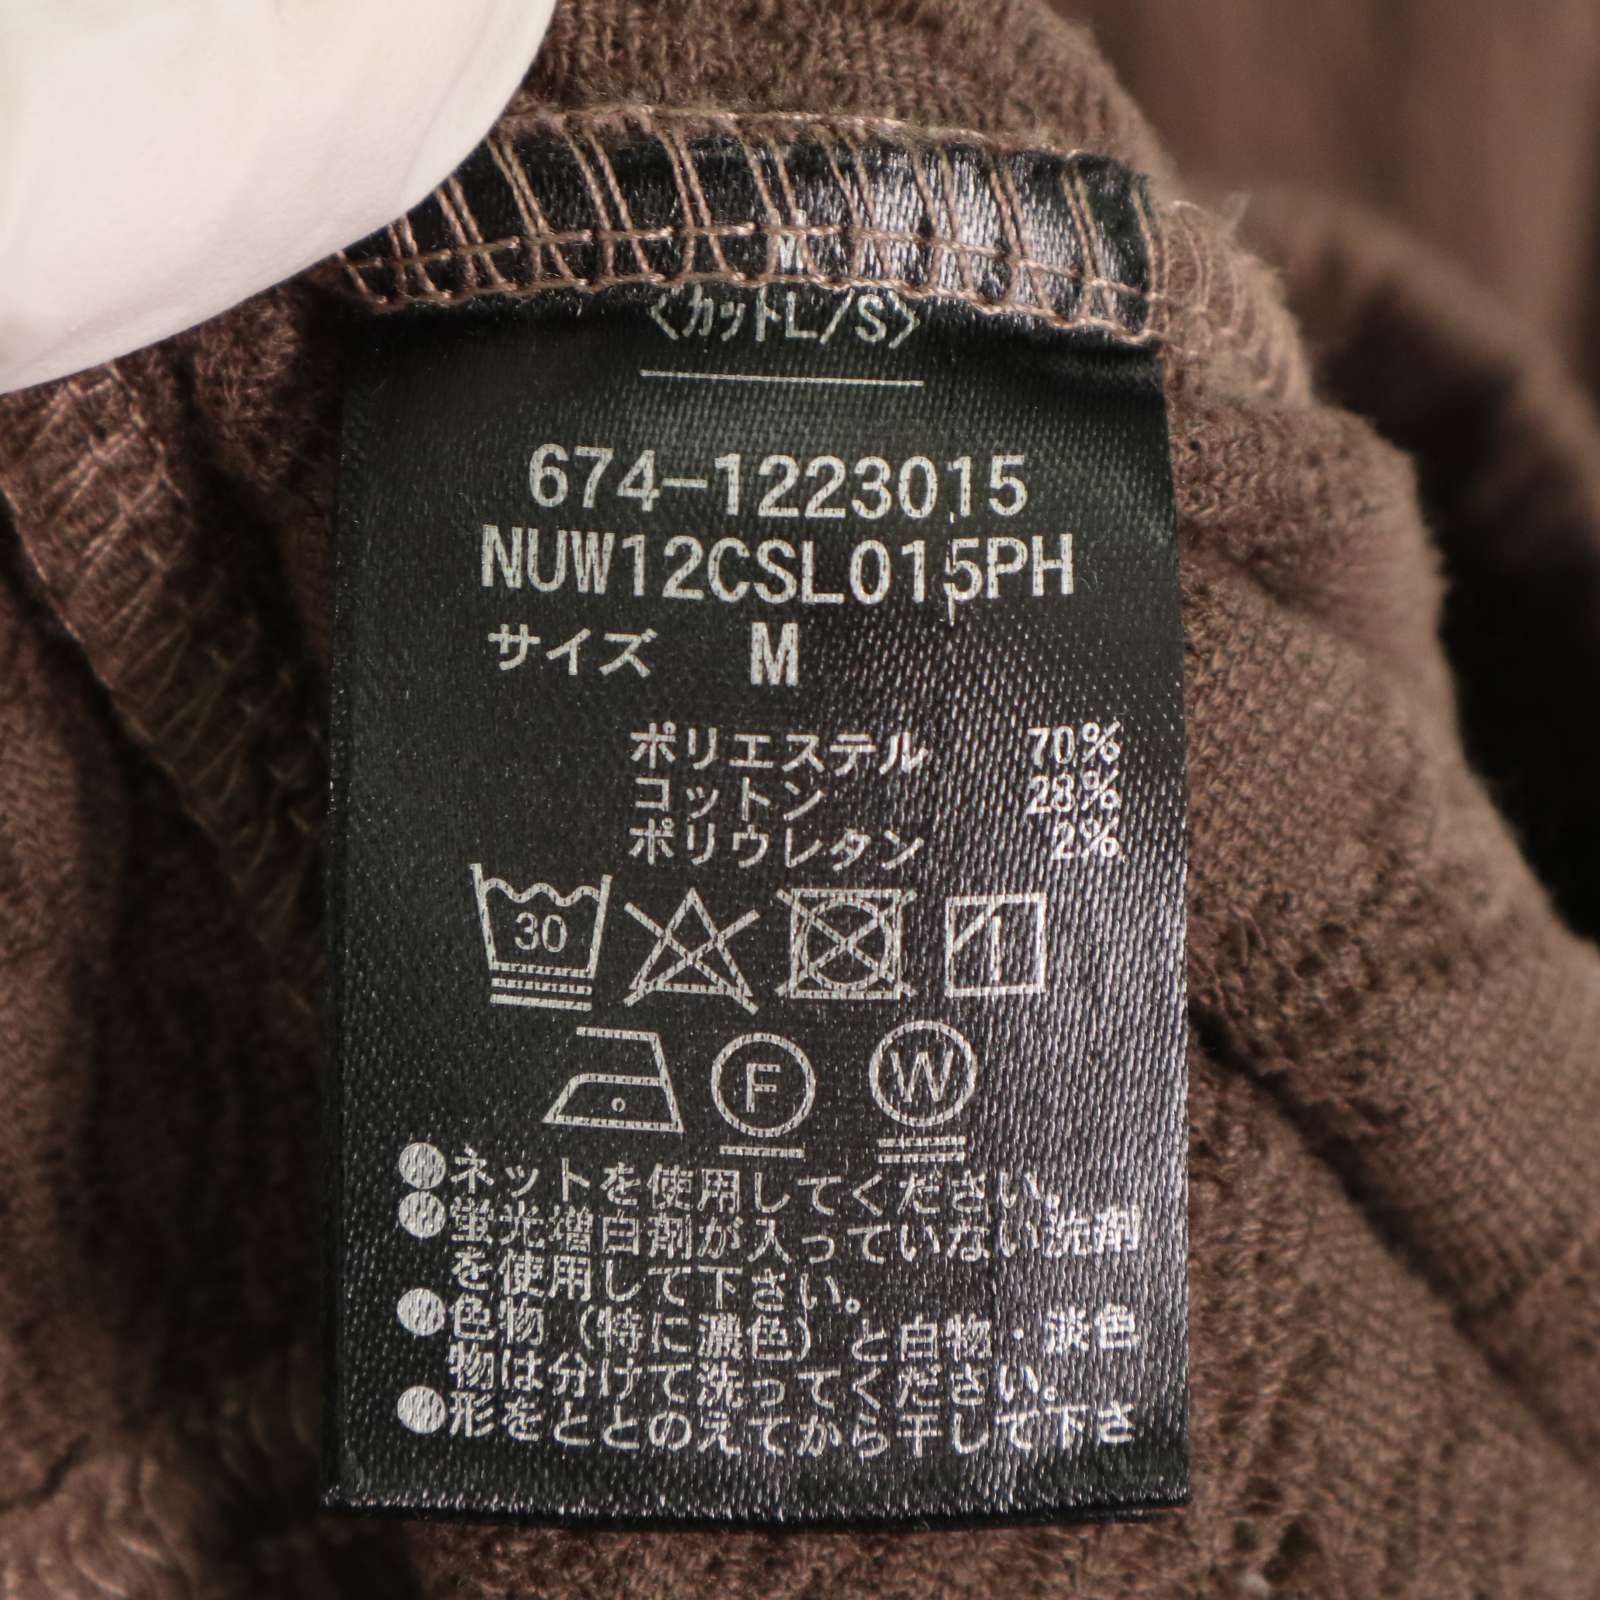 M
〈カットL/S〉
674-1223015
NUW12CSL015PH
サイズ M
ポリエステル 70%
コットン 28%
ポリウレタン 2%
30
F W
●ネットを使用してください。
●蛍光増白剤が入っていない洗剤
を使用して下さい。
●色物（特に濃色）と白物・淡色
物は分けて洗ってください。
●形をととのえてから干して下さ